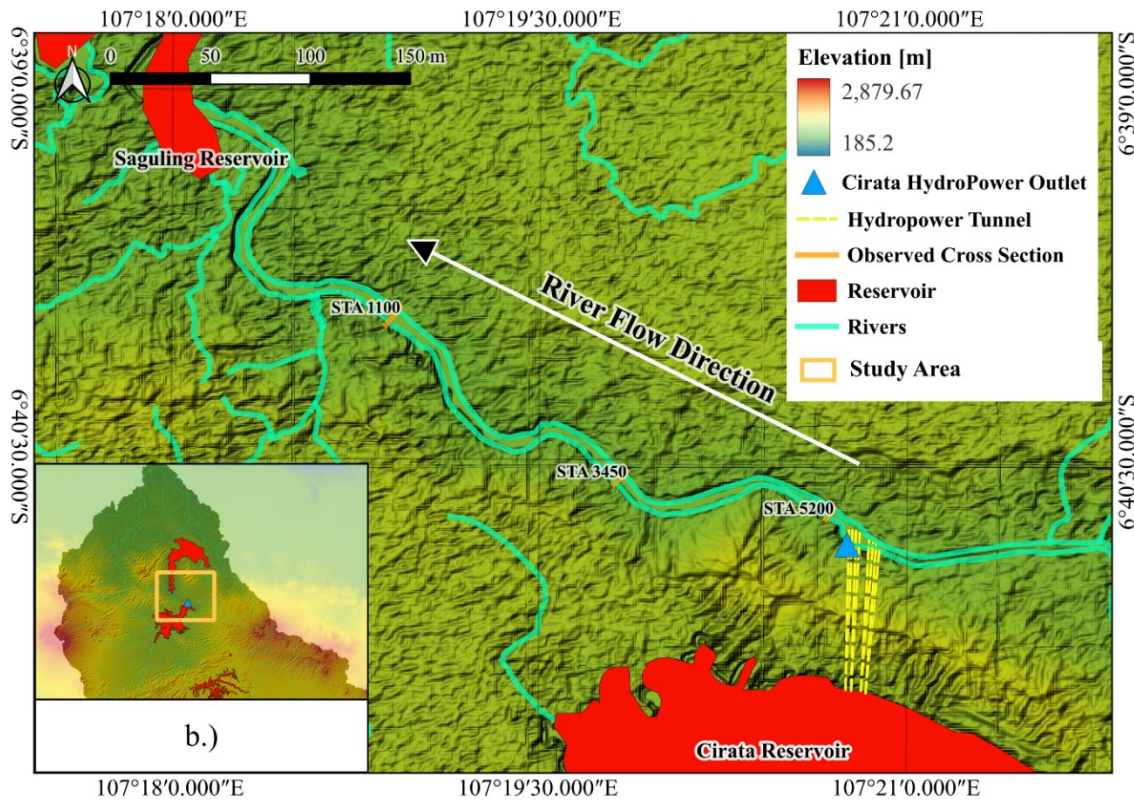 107°18'0.000"E 107°19'30.000"E 107°21'0.000"E
6°39'0.000"S
6°40'30.000"S
N
0 50 100 150 m
Saguling Reservoir
STA 1100
River Flow Direction
STA 3450
STA 5200
Cirata Reservoir
Elevation [m]
2,879.67
185.2
Cirata HydroPower Outlet
Hydropower Tunnel
Observed Cross Section
Reservoir
Rivers
Study Area
6°39'0.000"S
6°40'30.000"S
b.)
107°18'0.000"E 107°19'30.000"E 107°21'0.000"E